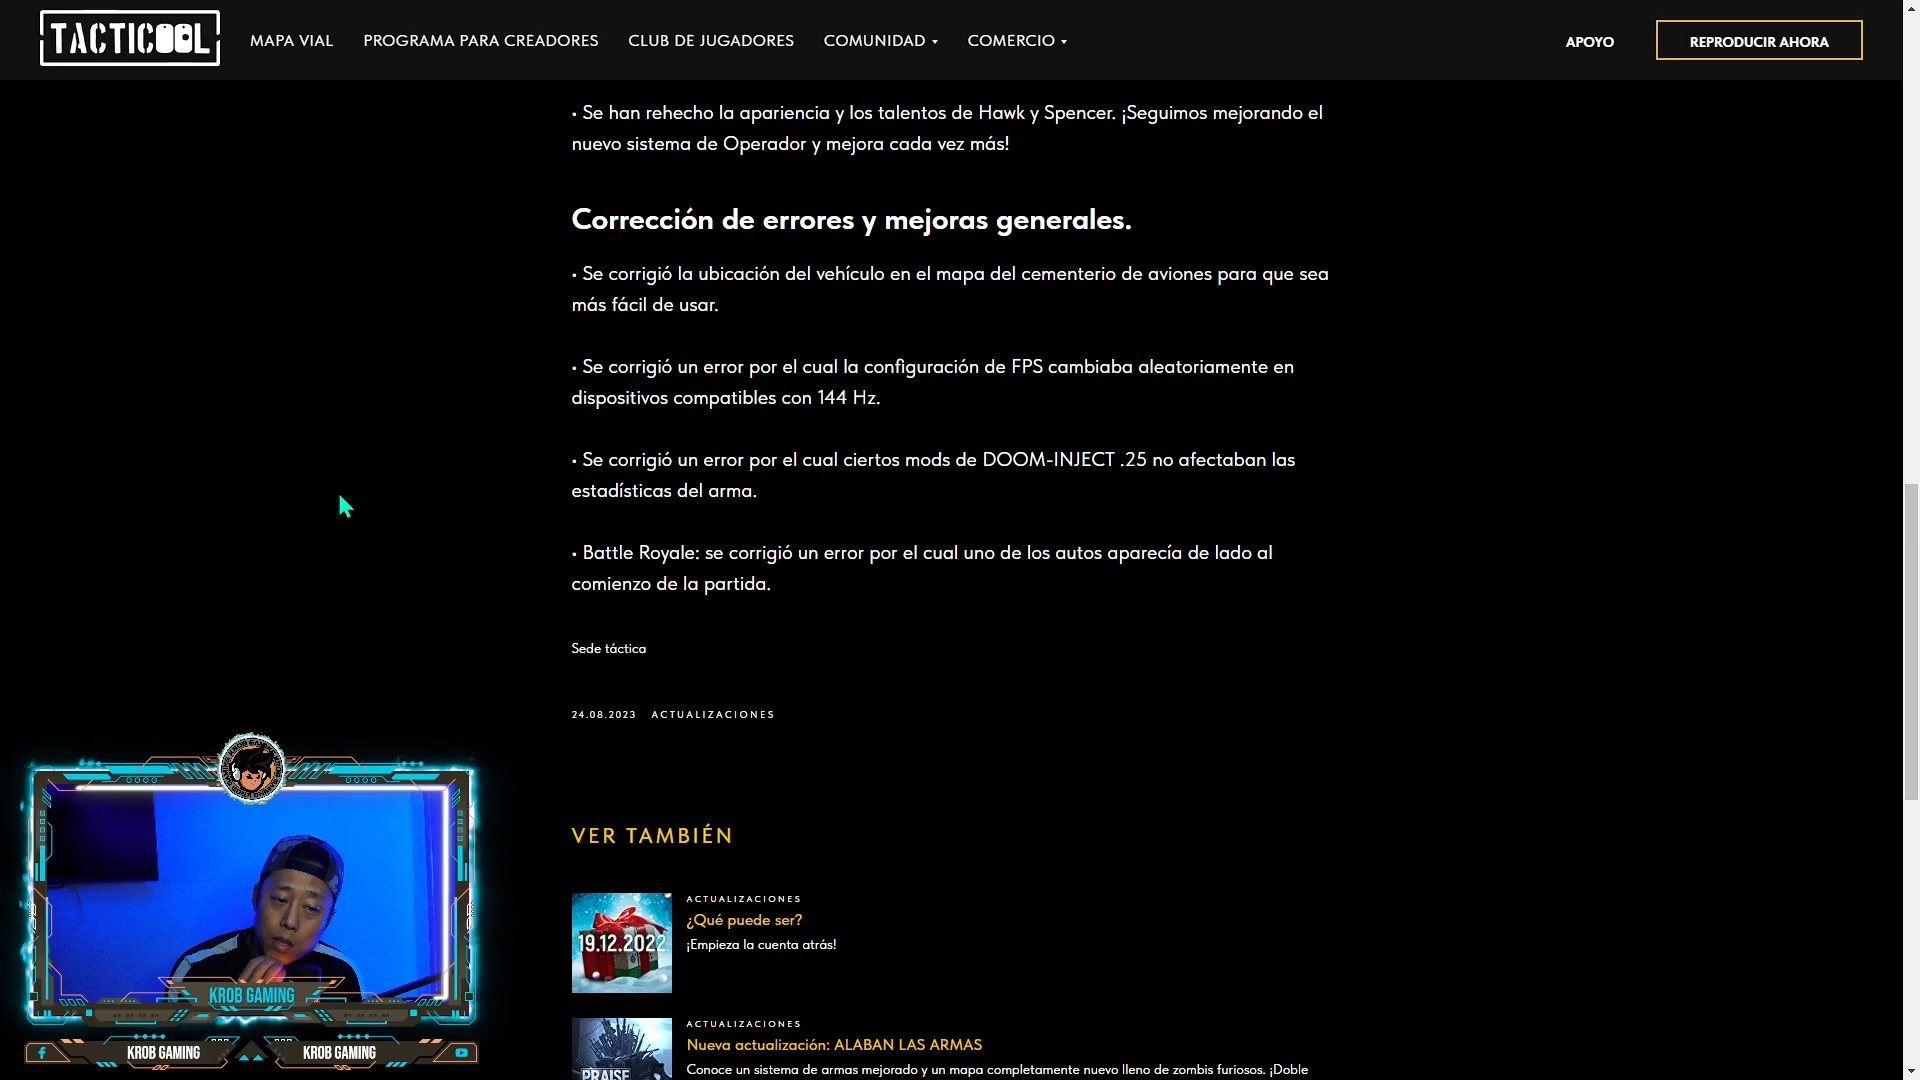 TACTICOOL
MAPA VIAL
PROGRAMA PARA CREADORES
CLUB DE JUGADORES
COMUNIDAD
COMERCIO
APOYO
REPRODUCIR AHORA
• Se han rehecho la apariencia y los talentos de Hawk y Spencer. ¡Seguimos mejorando el
nuevo sistema de Operador y mejora cada vez más!
Corrección de errores y mejoras generales.
• Se corrigió la ubicación del vehículo en el mapa del cementerio de aviones para que sea
más fácil de usar.
• Se corrigió un error por el cual la configuración de FPS cambiaba aleatoriamente en
dispositivos compatibles con 144 Hz.
• Se corrigió un error por el cual ciertos mods de DOOM-INJECT .25 no afectaban las
estadísticas del arma.
• Battle Royale: se corrigió un error por el cual uno de los autos aparecía de lado al
comienzo de la partida.
Sede táctica
24.08.2023 ACTUALIZACIONES
VER TAMBIÉN
19.12.2022
ACTUALIZACIONES
¿Qué puede ser?
¡Empieza la cuenta atrás!
PRAISE
ACTUALIZACIONES
Nueva actualización: ALABAN LAS ARMAS
Conoce un sistema de armas mejorado y un mapa completamente nuevo lleno de zombis furiosos. ¡Doble
KROB GAMING
KROB GAMING
KROB GAMING